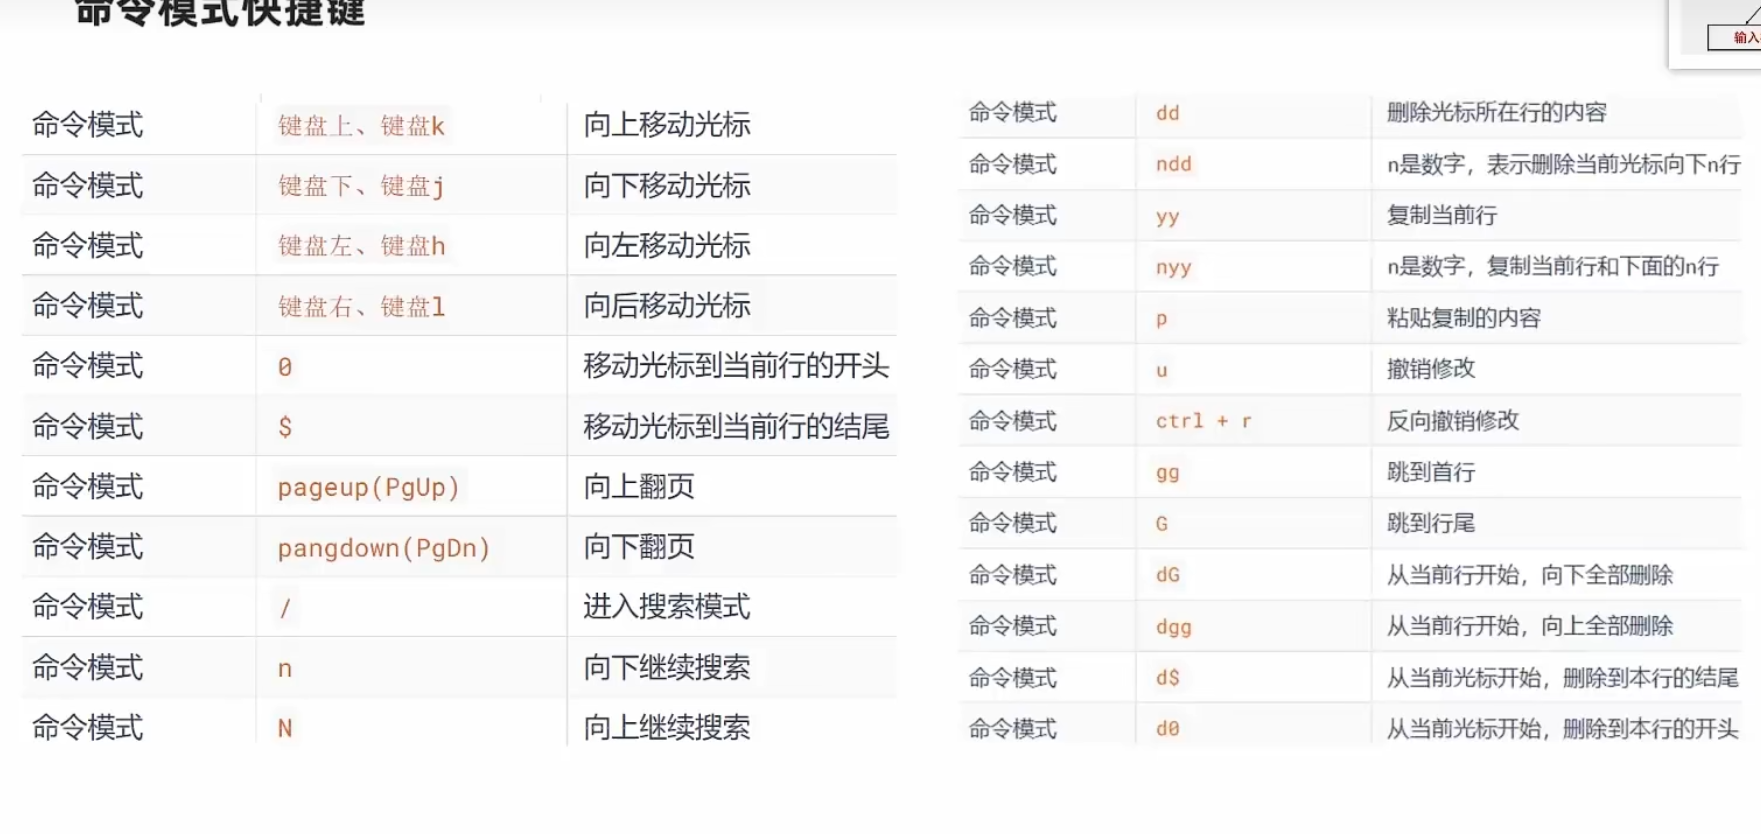 命令模式快捷键
输入
命令模式 键盘上、键盘k 向上移动光标
命令模式 键盘下、键盘j 向下移动光标
命令模式 键盘左、键盘h 向左移动光标
命令模式 键盘右、键盘l 向后移动光标
命令模式 0 移动光标到当前行的开头
命令模式 $ 移动光标到当前行的结尾
命令模式 pageup(PgUp) 向上翻页
命令模式 pangdown(PgDn) 向下翻页
命令模式 / 进入搜索模式
命令模式 n 向下继续搜索
命令模式 N 向上继续搜索
命令模式 dd 删除光标所在行的内容
命令模式 ndd n是数字，表示删除当前光标向下n行
命令模式 yy 复制当前行
命令模式 nyy n是数字，复制当前行和下面的n行
命令模式 p 粘贴复制的内容
命令模式 u 撤销修改
命令模式 ctrl + r 反向撤销修改
命令模式 gg 跳到首行
命令模式 G 跳到行尾
命令模式 dG 从当前行开始，向下全部删除
命令模式 dgg 从当前行开始，向上全部删除
命令模式 d$ 从当前光标开始，删除到本行的结尾
命令模式 d0 从当前光标开始，删除到本行的开头